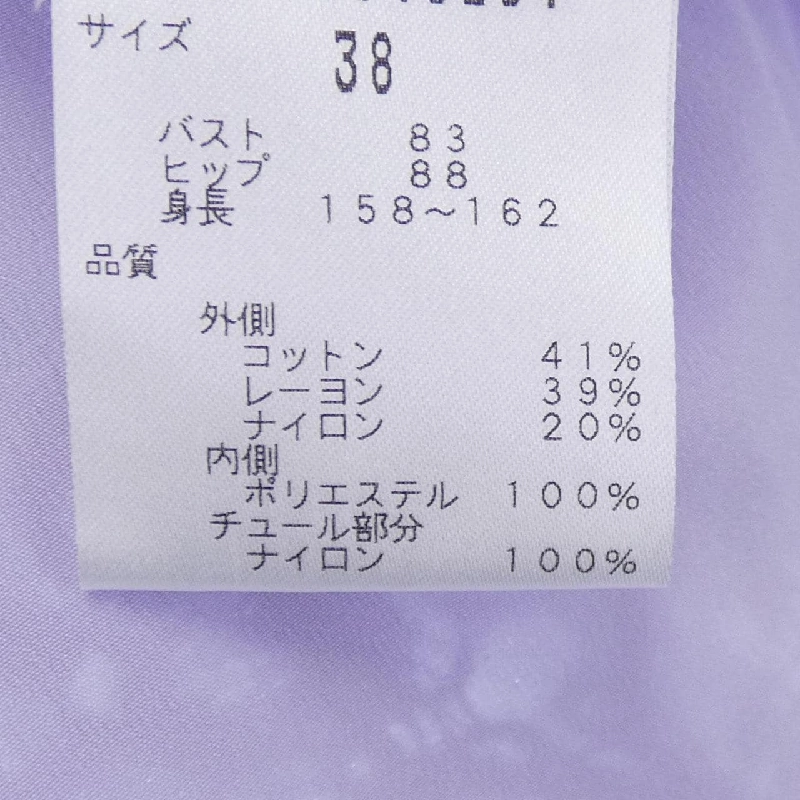 サイズ
38
バスト 83
ヒップ 88
身長 158～162
品質
外側
コットン 41%
レーヨン 39%
ナイロン 20%
内側
ポリエステル 100%
チュール部分
ナイロン 100%